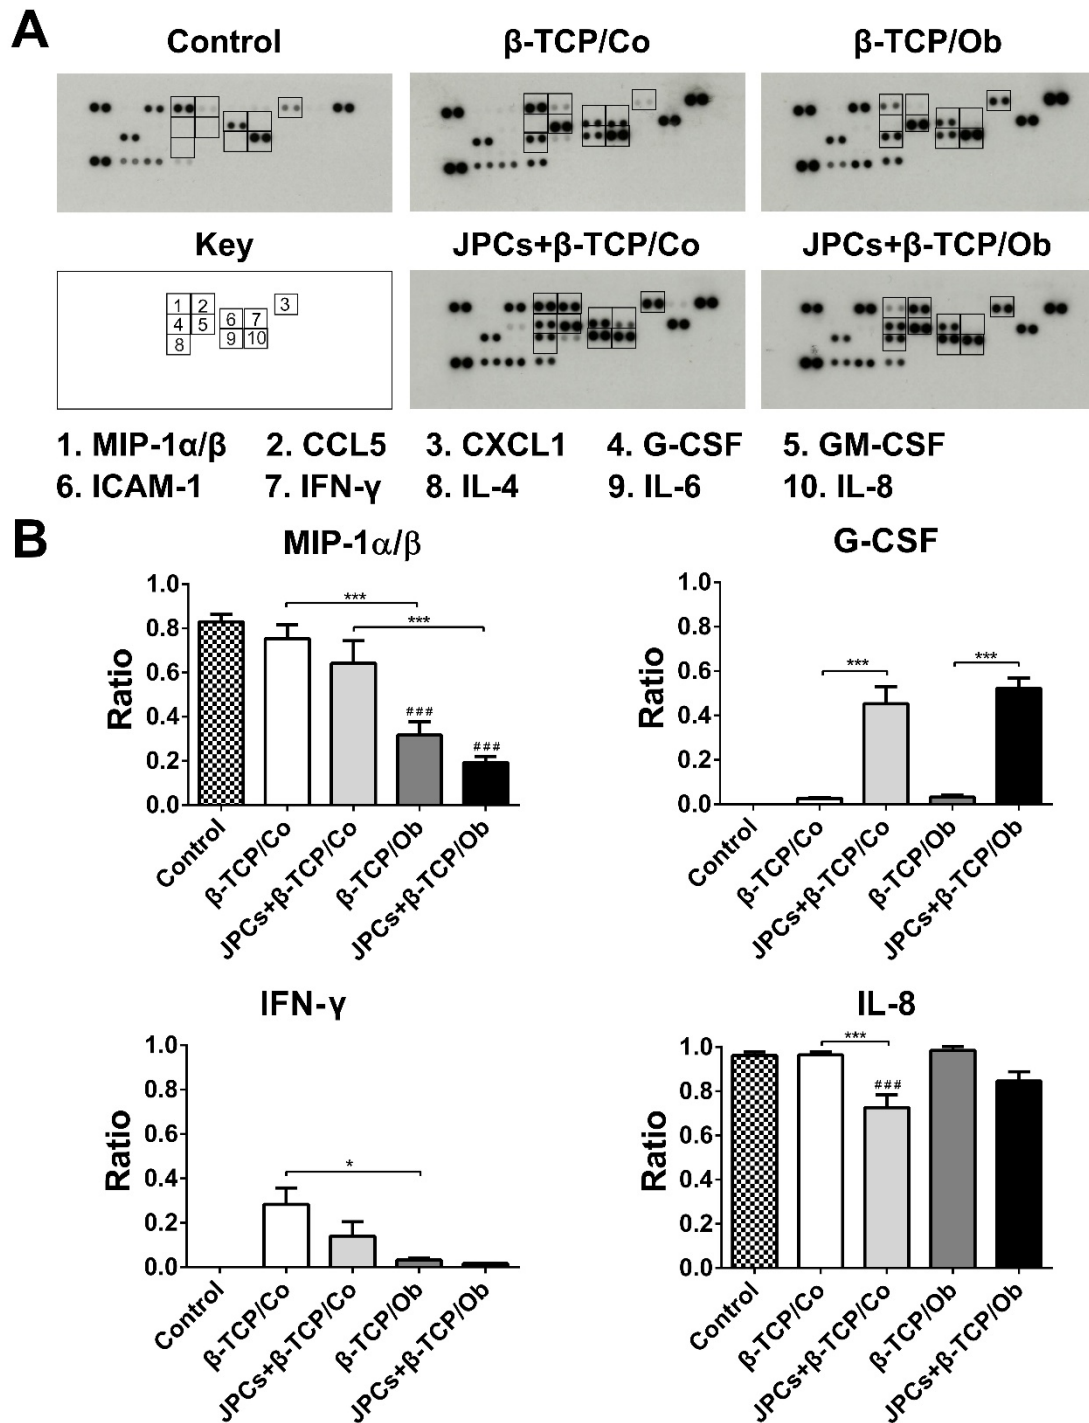 A
Control β-TCP/Co β-TCP/Ob
Key JPCs+β-TCP/Co JPCs+β-TCP/Ob
1 2 3
4 5 6 7
8 9 10
1. MIP-1α/β 2. CCL5 3. CXCL1 4. G-CSF 5. GM-CSF
6. ICAM-1 7. IFN-γ 8. IL-4 9. IL-6 10. IL-8
B
MIP-1α/β
Ratio
1.0
0.8
0.6
0.4
0.2
0.0
***
***
###
###
Control
β-TCP/Co
JPCs+β-TCP/Co
β-TCP/Ob
JPCs+β-TCP/Ob
G-CSF
Ratio
1.0
0.8
0.6
0.4
0.2
0.0
***
***
Control
β-TCP/Co
JPCs+β-TCP/Co
β-TCP/Ob
JPCs+β-TCP/Ob
IFN-γ
Ratio
1.0
0.8
0.6
0.4
0.2
0.0
*
Control
β-TCP/Co
JPCs+β-TCP/Co
β-TCP/Ob
JPCs+β-TCP/Ob
IL-8
Ratio
1.0
0.8
0.6
0.4
0.2
0.0
***
###
Control
β-TCP/Co
JPCs+β-TCP/Co
β-TCP/Ob
JPCs+β-TCP/Ob